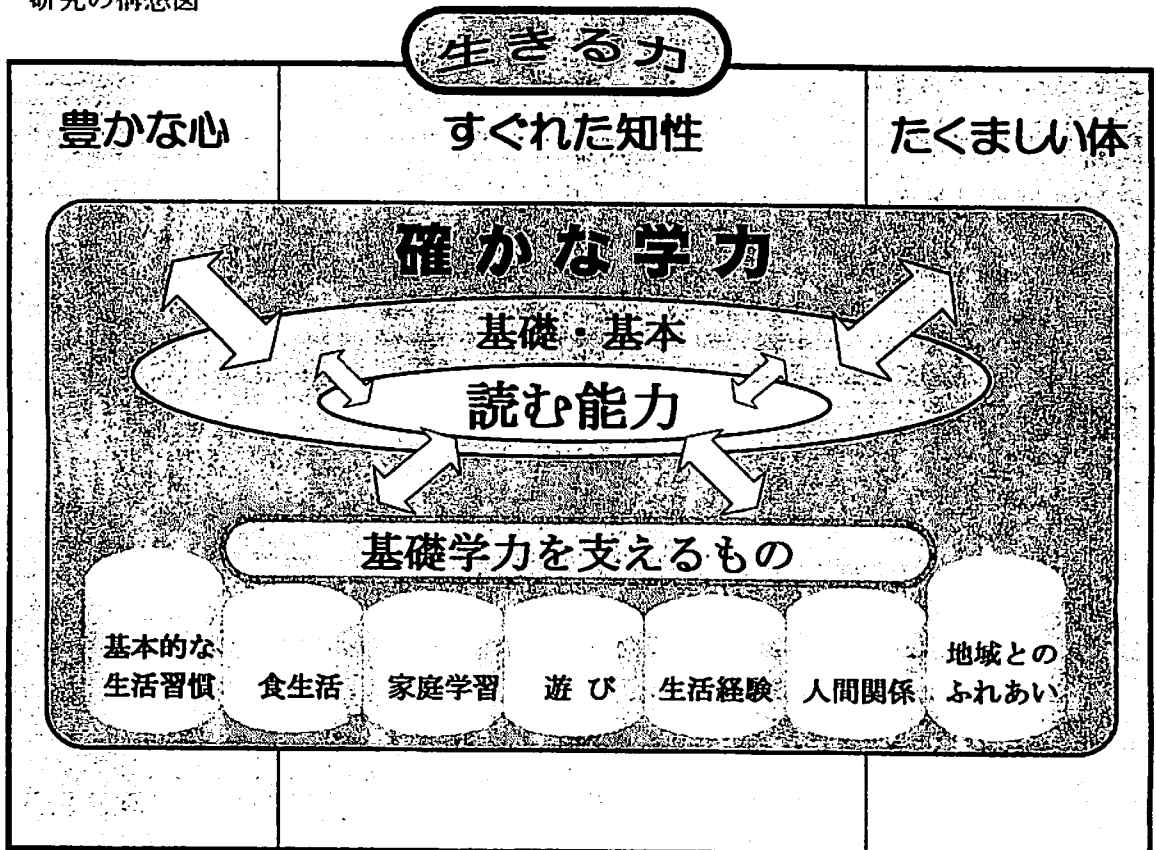 研究の構想図
生きる力
豊かな心
すぐれた知性
たくましい体
確かな学力
基礎・基本
読む能力
基礎学力を支えるもの
基本的な
生活習慣
食生活
家庭学習
遊び
生活経験
人間関係
地域との
ふれあい